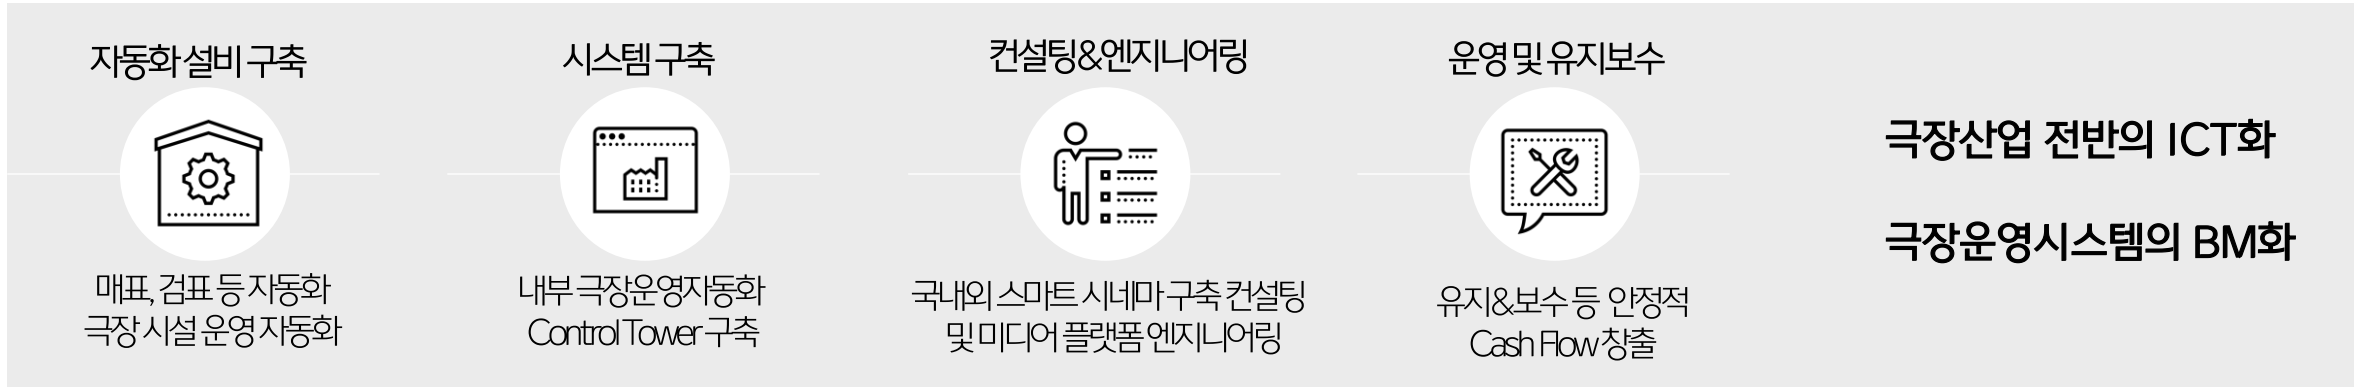 자동화 설비 구축
매표, 검표 등 자동화
극장 시설 운영 자동화
시스템 구축
내부 극장운영자동화
Control Tower 구축
컨설팅&엔지니어링
국내외 스마트 시네마 구축 컨설팅
및 미디어 플랫폼 엔지니어링
운영 및 유지보수
유지&보수 등 안정적
Cash Flow 창출
극장산업 전반의 ICT화
극장운영시스템의 BM화